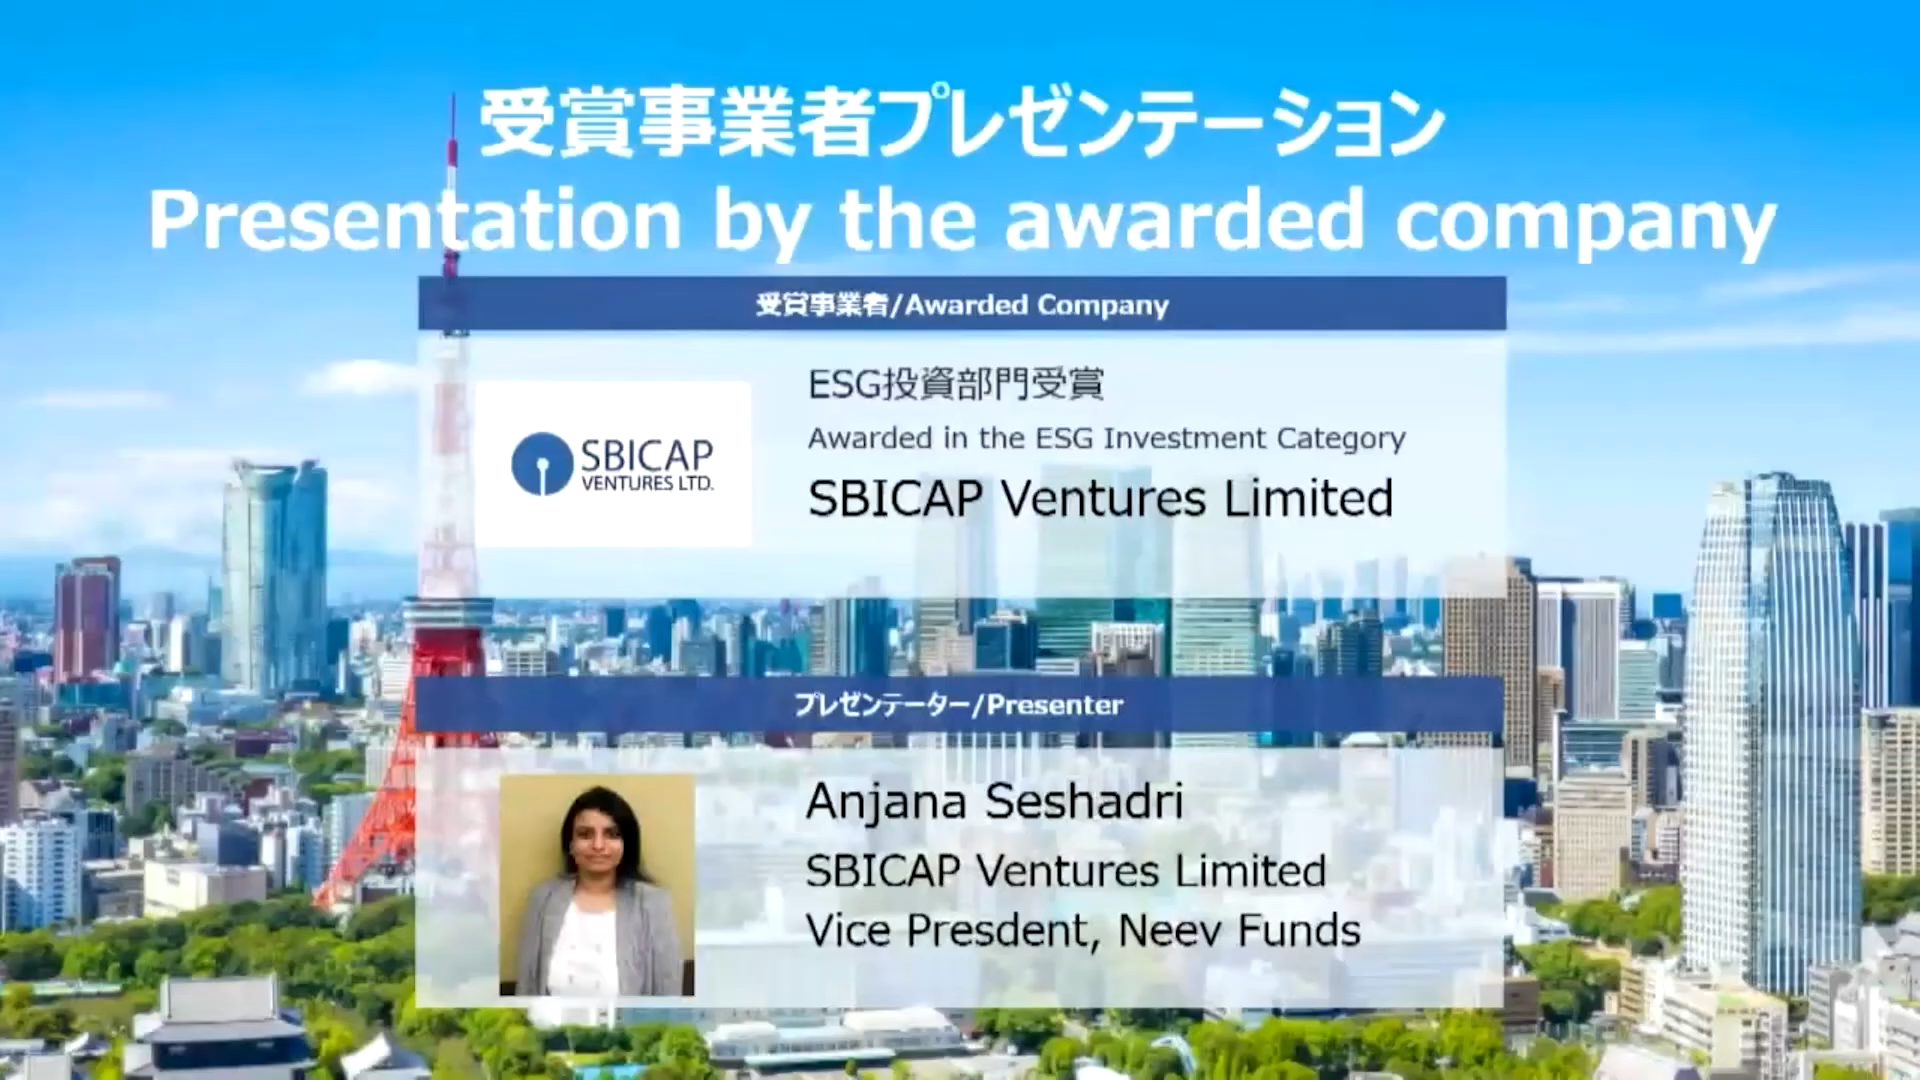 受賞事業者プレゼンテーション
Presentation by the awarded company
受賞事業者/Awarded Company
SBICAP
VENTURES LTD.
ESG投資部門受賞
Awarded in the ESG Investment Category
SBICAP Ventures Limited
プレゼンテーター/Presenter
Anjana Seshadri
SBICAP Ventures Limited
Vice Presdent, Neev Funds